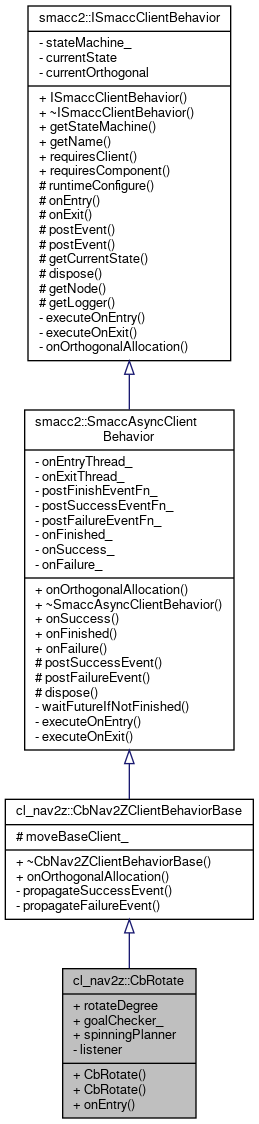 smacc2::ISmaccClientBehavior
- stateMachine_
- currentState
- currentOrthogonal
+ ISmaccClientBehavior()
+ ~ISmaccClientBehavior()
+ getStateMachine()
+ getName()
+ requiresClient()
+ requiresComponent()
# runtimeConfigure()
# onEntry()
# onExit()
# postEvent()
# postEvent()
# getCurrentState()
# dispose()
# getNode()
# getLogger()
- executeOnEntry()
- executeOnExit()
- onOrthogonalAllocation()
smacc2::SmaccAsyncClient
Behavior
- onEntryThread_
- onExitThread_
- postFinishEventFn_
- postSuccessEventFn_
- postFailureEventFn_
- onFinished_
- onSuccess_
- onFailure_
+ onOrthogonalAllocation()
+ ~SmaccAsyncClientBehavior()
+ onSuccess()
+ onFinished()
+ onFailure()
# postSuccessEvent()
# postFailureEvent()
# dispose()
- waitFutureIfNotFinished()
- executeOnEntry()
- executeOnExit()
cl_nav2z::CbNav2ZClientBehaviorBase
# moveBaseClient_
+ ~CbNav2ZClientBehaviorBase()
+ onOrthogonalAllocation()
- propagateSuccessEvent()
- propagateFailureEvent()
cl_nav2z::CbRotate
+ rotateDegree
+ goalChecker_
+ spinningPlanner
- listener
+ CbRotate()
+ CbRotate()
+ onEntry()